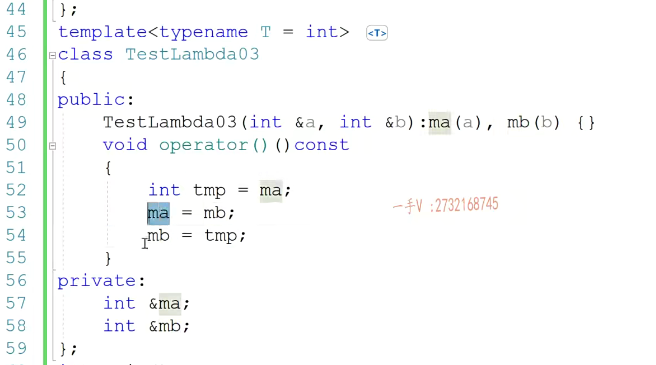 44 };
45 template<typename T = int> <T>
46 class TestLambda03
47 {
48 public:
49 TestLambda03(int &a, int &b):ma(a), mb(b) {}
50 void operator()()const
51 {
52 int tmp = ma;
53 ma = mb;
54 mb = tmp;
55 }
56 private:
57 int &ma;
58 int &mb;
59 };
一手V :2732168745